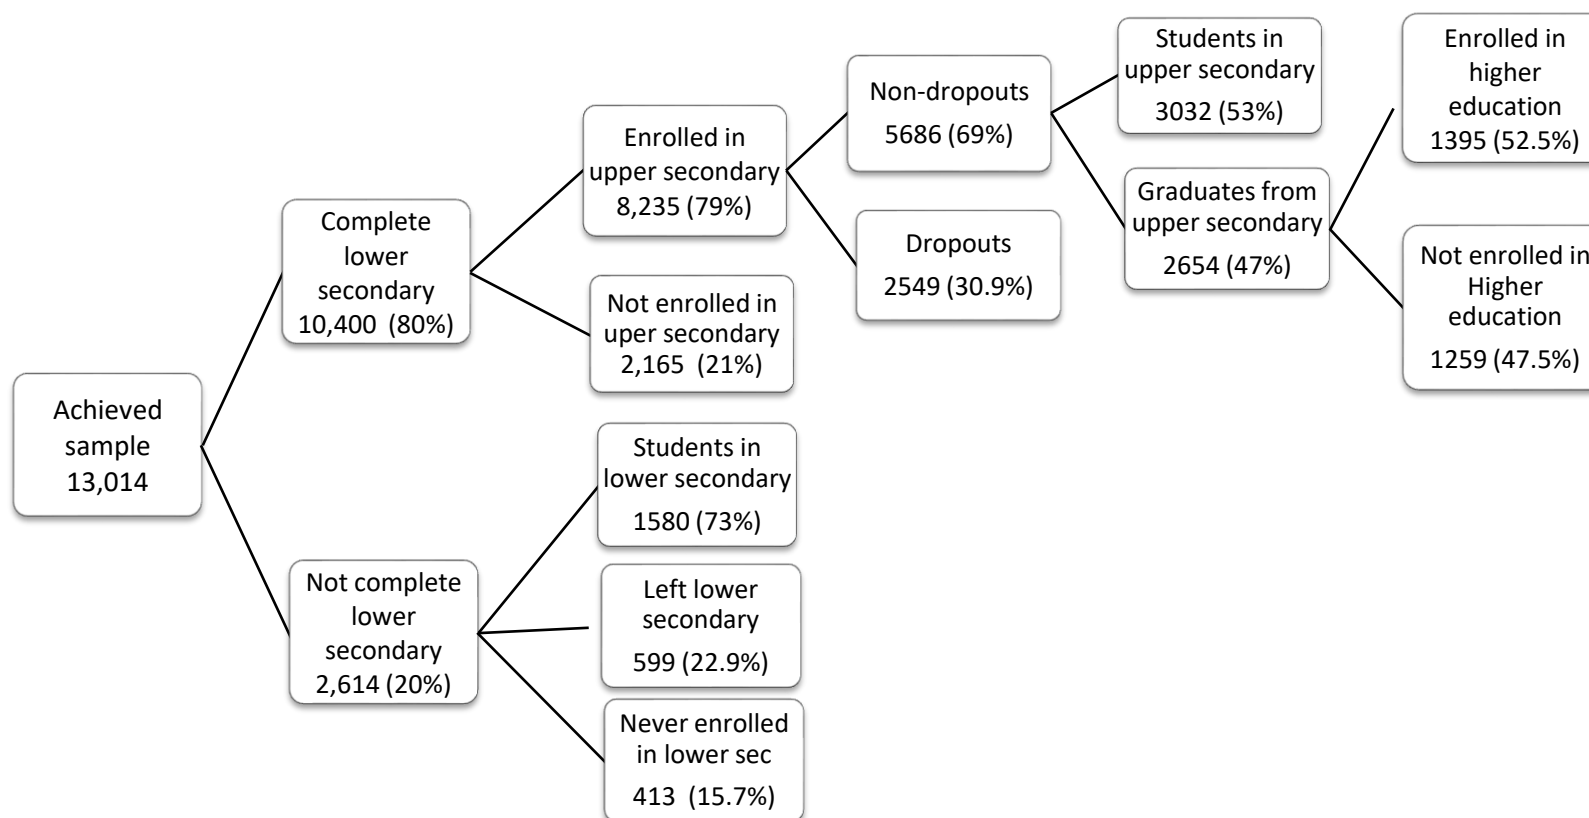 Achieved
sample
13,014
Complete
lower
secondary
10,400  (80%)
Not complete
lower
secondary
2,614 (20%)
Enrolled in
upper secondary
8,235 (79%)
Not enrolled in
uper secondary
2,165  (21%)
Students in
lower secondary
1580 (73%)
Left lower
secondary
599 (22.9%)
Never enrolled
in lower sec
413  (15.7%)
Non-dropouts
5686 (69%)
Dropouts
2549 (30.9%)
Students in
upper secondary
3032 (53%)
Graduates from
upper secondary
2654 (47%)
Enrolled in
higher
education
1395 (52.5%)
Not enrolled in
Higher
education
1259 (47.5%)